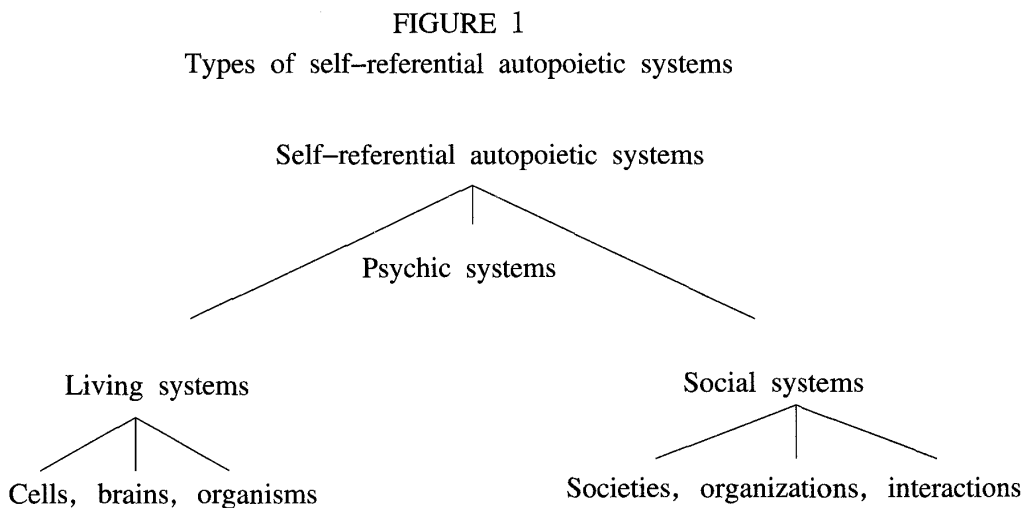 FIGURE 1
Types of self–referential autopoietic systems
Self–referential autopoietic systems
Psychic systems
Living systems
Social systems
Cells, brains, organisms
Societies, organizations, interactions